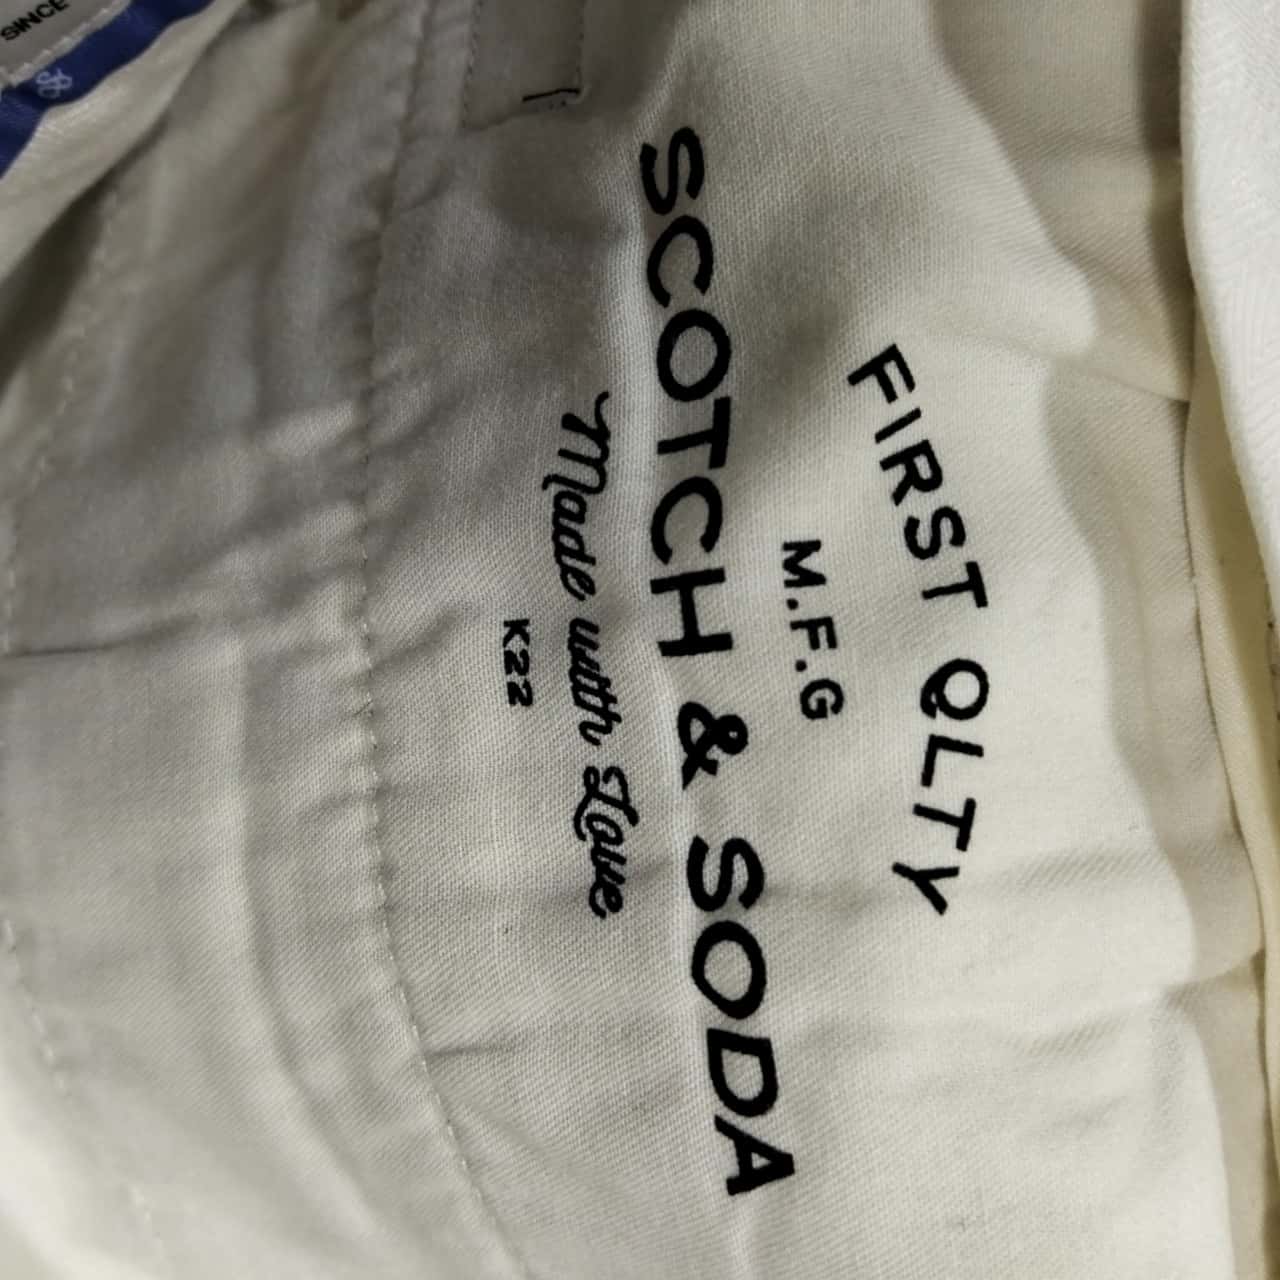 FIRST QLTY
M.F.G
SCOTCH & SODA
Made with Love
K22
SINCE